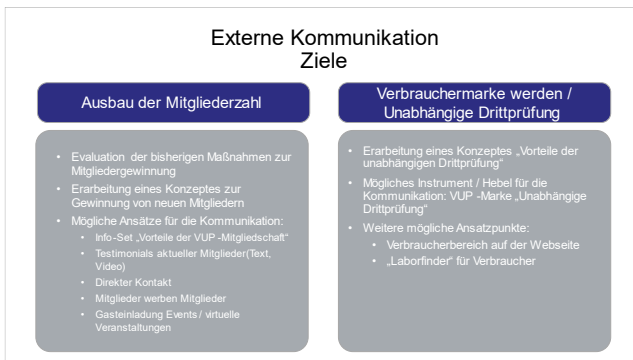 Externe Kommunikation
Ziele
Ausbau der Mitgliederzahl
• Evaluation der bisherigen Maßnahmen zur
Mitgliedergewinnung
• Erarbeitung eines Konzeptes zur
Gewinnung von neuen Mitgliedern
• Mögliche Ansätze für die Kommunikation:
• Info-Set „Vorteile der VUP -Mitgliedschaft“
• Testimonials aktueller Mitglieder(Text,
Video)
• Direkter Kontakt
• Mitglieder werben Mitglieder
• Gasteinladung Events / virtuelle
Veranstaltungen
Verbrauchermarke werden /
Unabhängige Drittprüfung
• Erarbeitung eines Konzeptes „Vorteile der
unabhängigen Drittprüfung“
• Mögliches Instrument / Hebel für die
Kommunikation: VUP -Marke „Unabhängige
Drittprüfung“
• Weitere mögliche Ansatzpunkte:
• Verbraucherbereich auf der Webseite
• „Laborfinder“ für Verbraucher